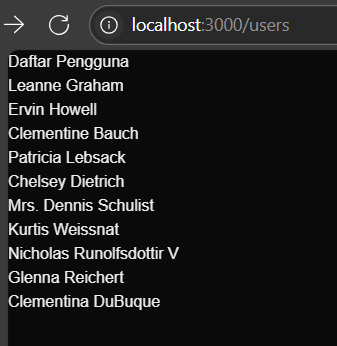 localhost:3000/users
Daftar Pengguna
Leanne Graham
Ervin Howell
Clementine Bauch
Patricia Lebsack
Chelsey Dietrich
Mrs. Dennis Schulist
Kurtis Weissnat
Nicholas Runolfsdottir V
Glenna Reichert
Clementina DuBuque